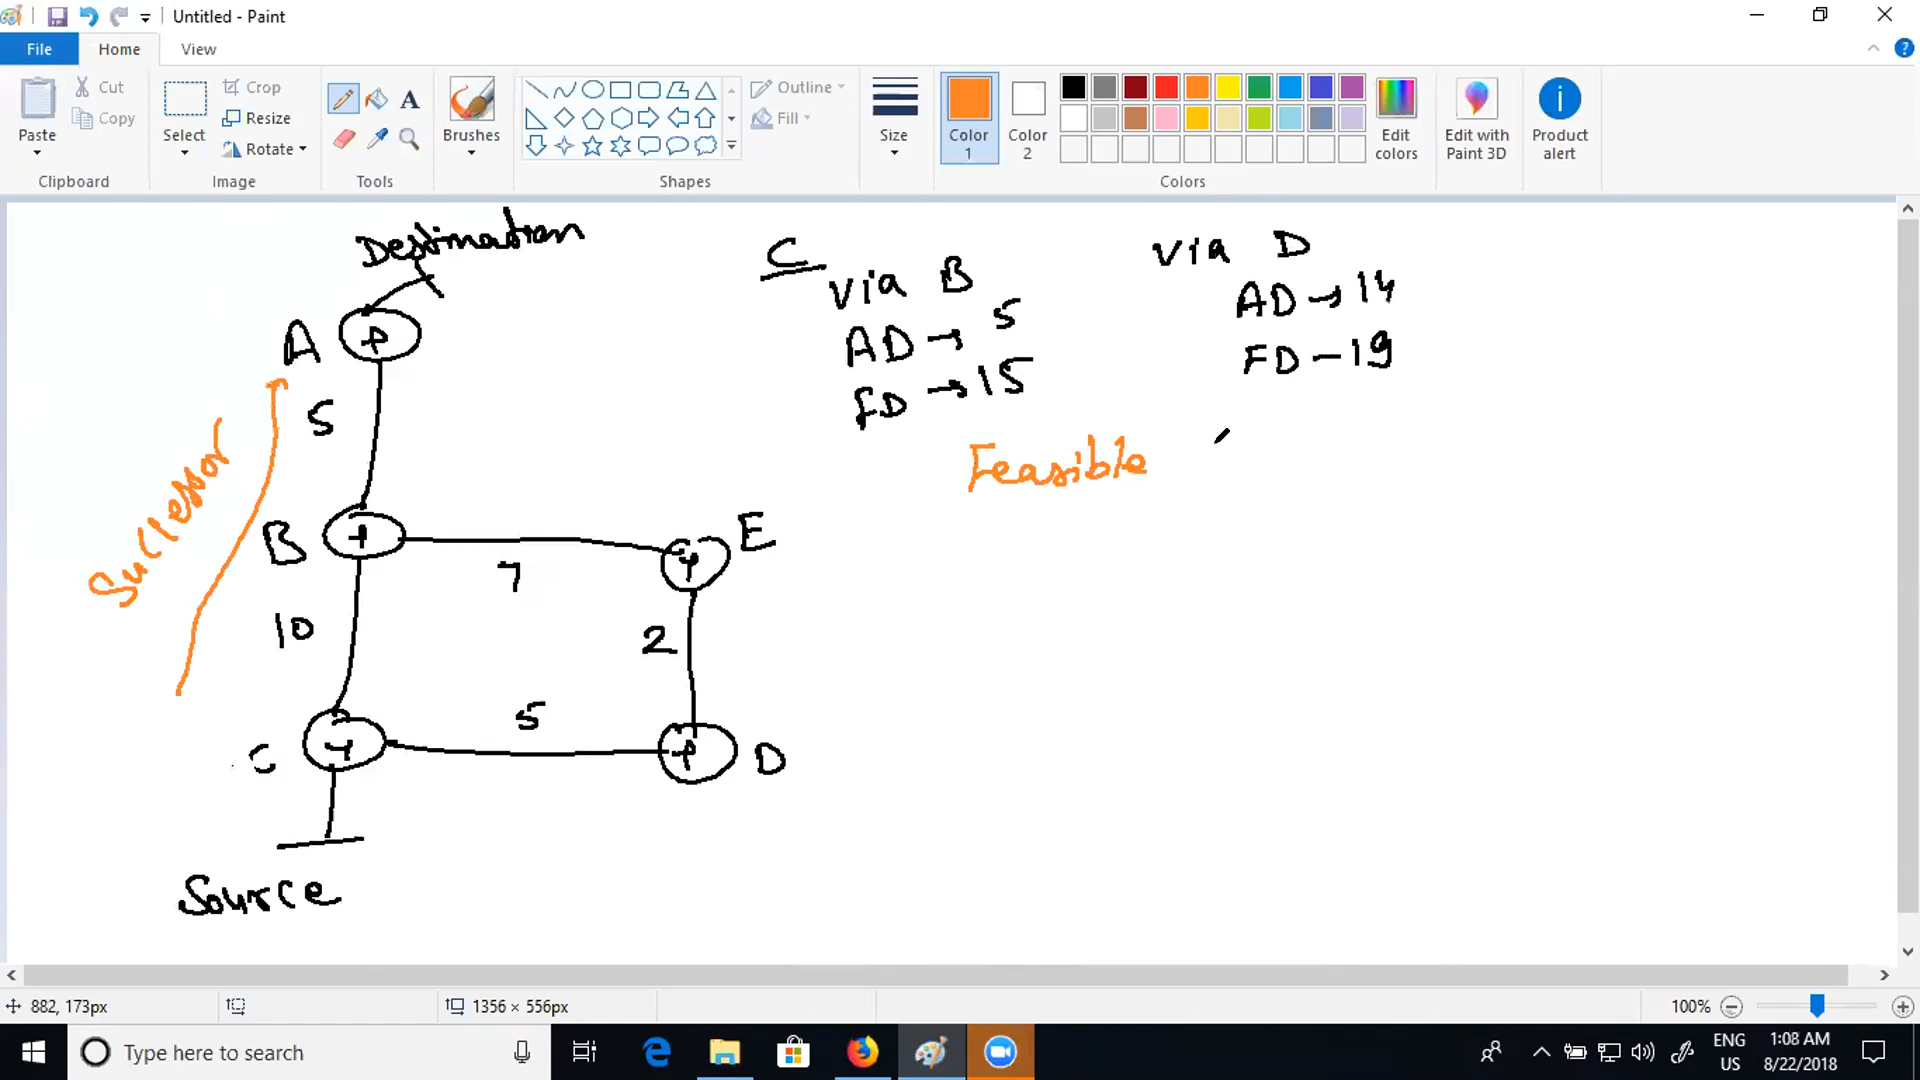 Untitled - Paint
File
Home
View
Paste
Cut
Copy
Clipboard
Select
Crop
Resize
Rotate
Image
Tools
Brushes
Shapes
Outline
Fill
Size
Color 1
Color 2
Edit colors
Edit with Paint 3D
Product alert
Colors
Destination
A
5
B
7
E
10
2
5
C
D
Source
Successor
C
via B
AD → 5
FD → 15
via D
AD → 14
FD – 19
Feasible
882, 173px
1356 × 556px
100%
Type here to search
ENG
US
1:08 AM
8/22/2018